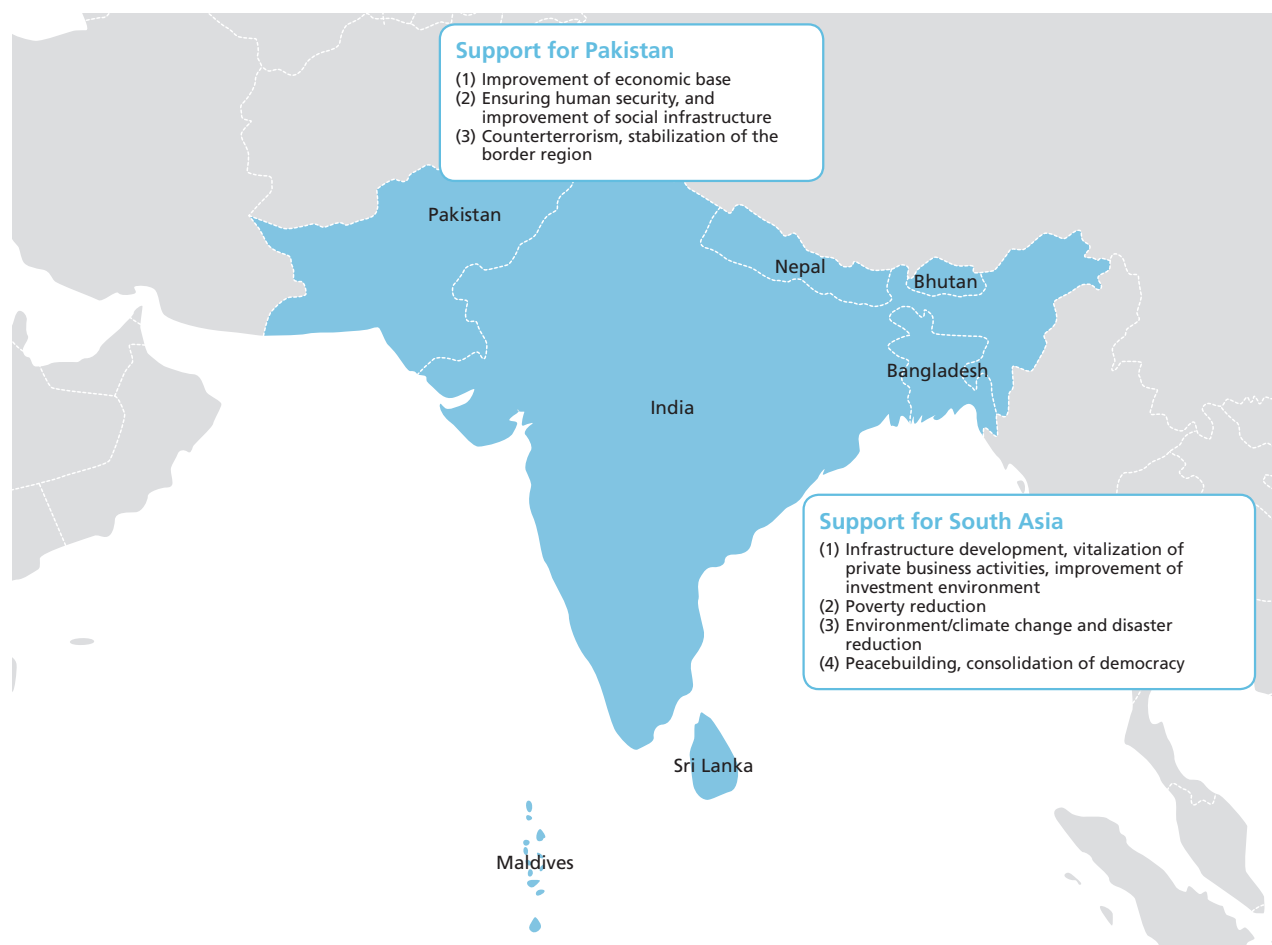 Support for Pakistan
(1) Improvement of economic base
(2) Ensuring human security, and
improvement of social infrastructure
(3) Counterterrorism, stabilization of the
border region
Pakistan
Nepal
Bhutan
Bangladesh
India
Support for South Asia
(1) Infrastructure development, vitalization of
private business activities, improvement of
investment environment
(2) Poverty reduction
(3) Environment/climate change and disaster
reduction
(4) Peacebuilding, consolidation of democracy
Sri Lanka
Maldives